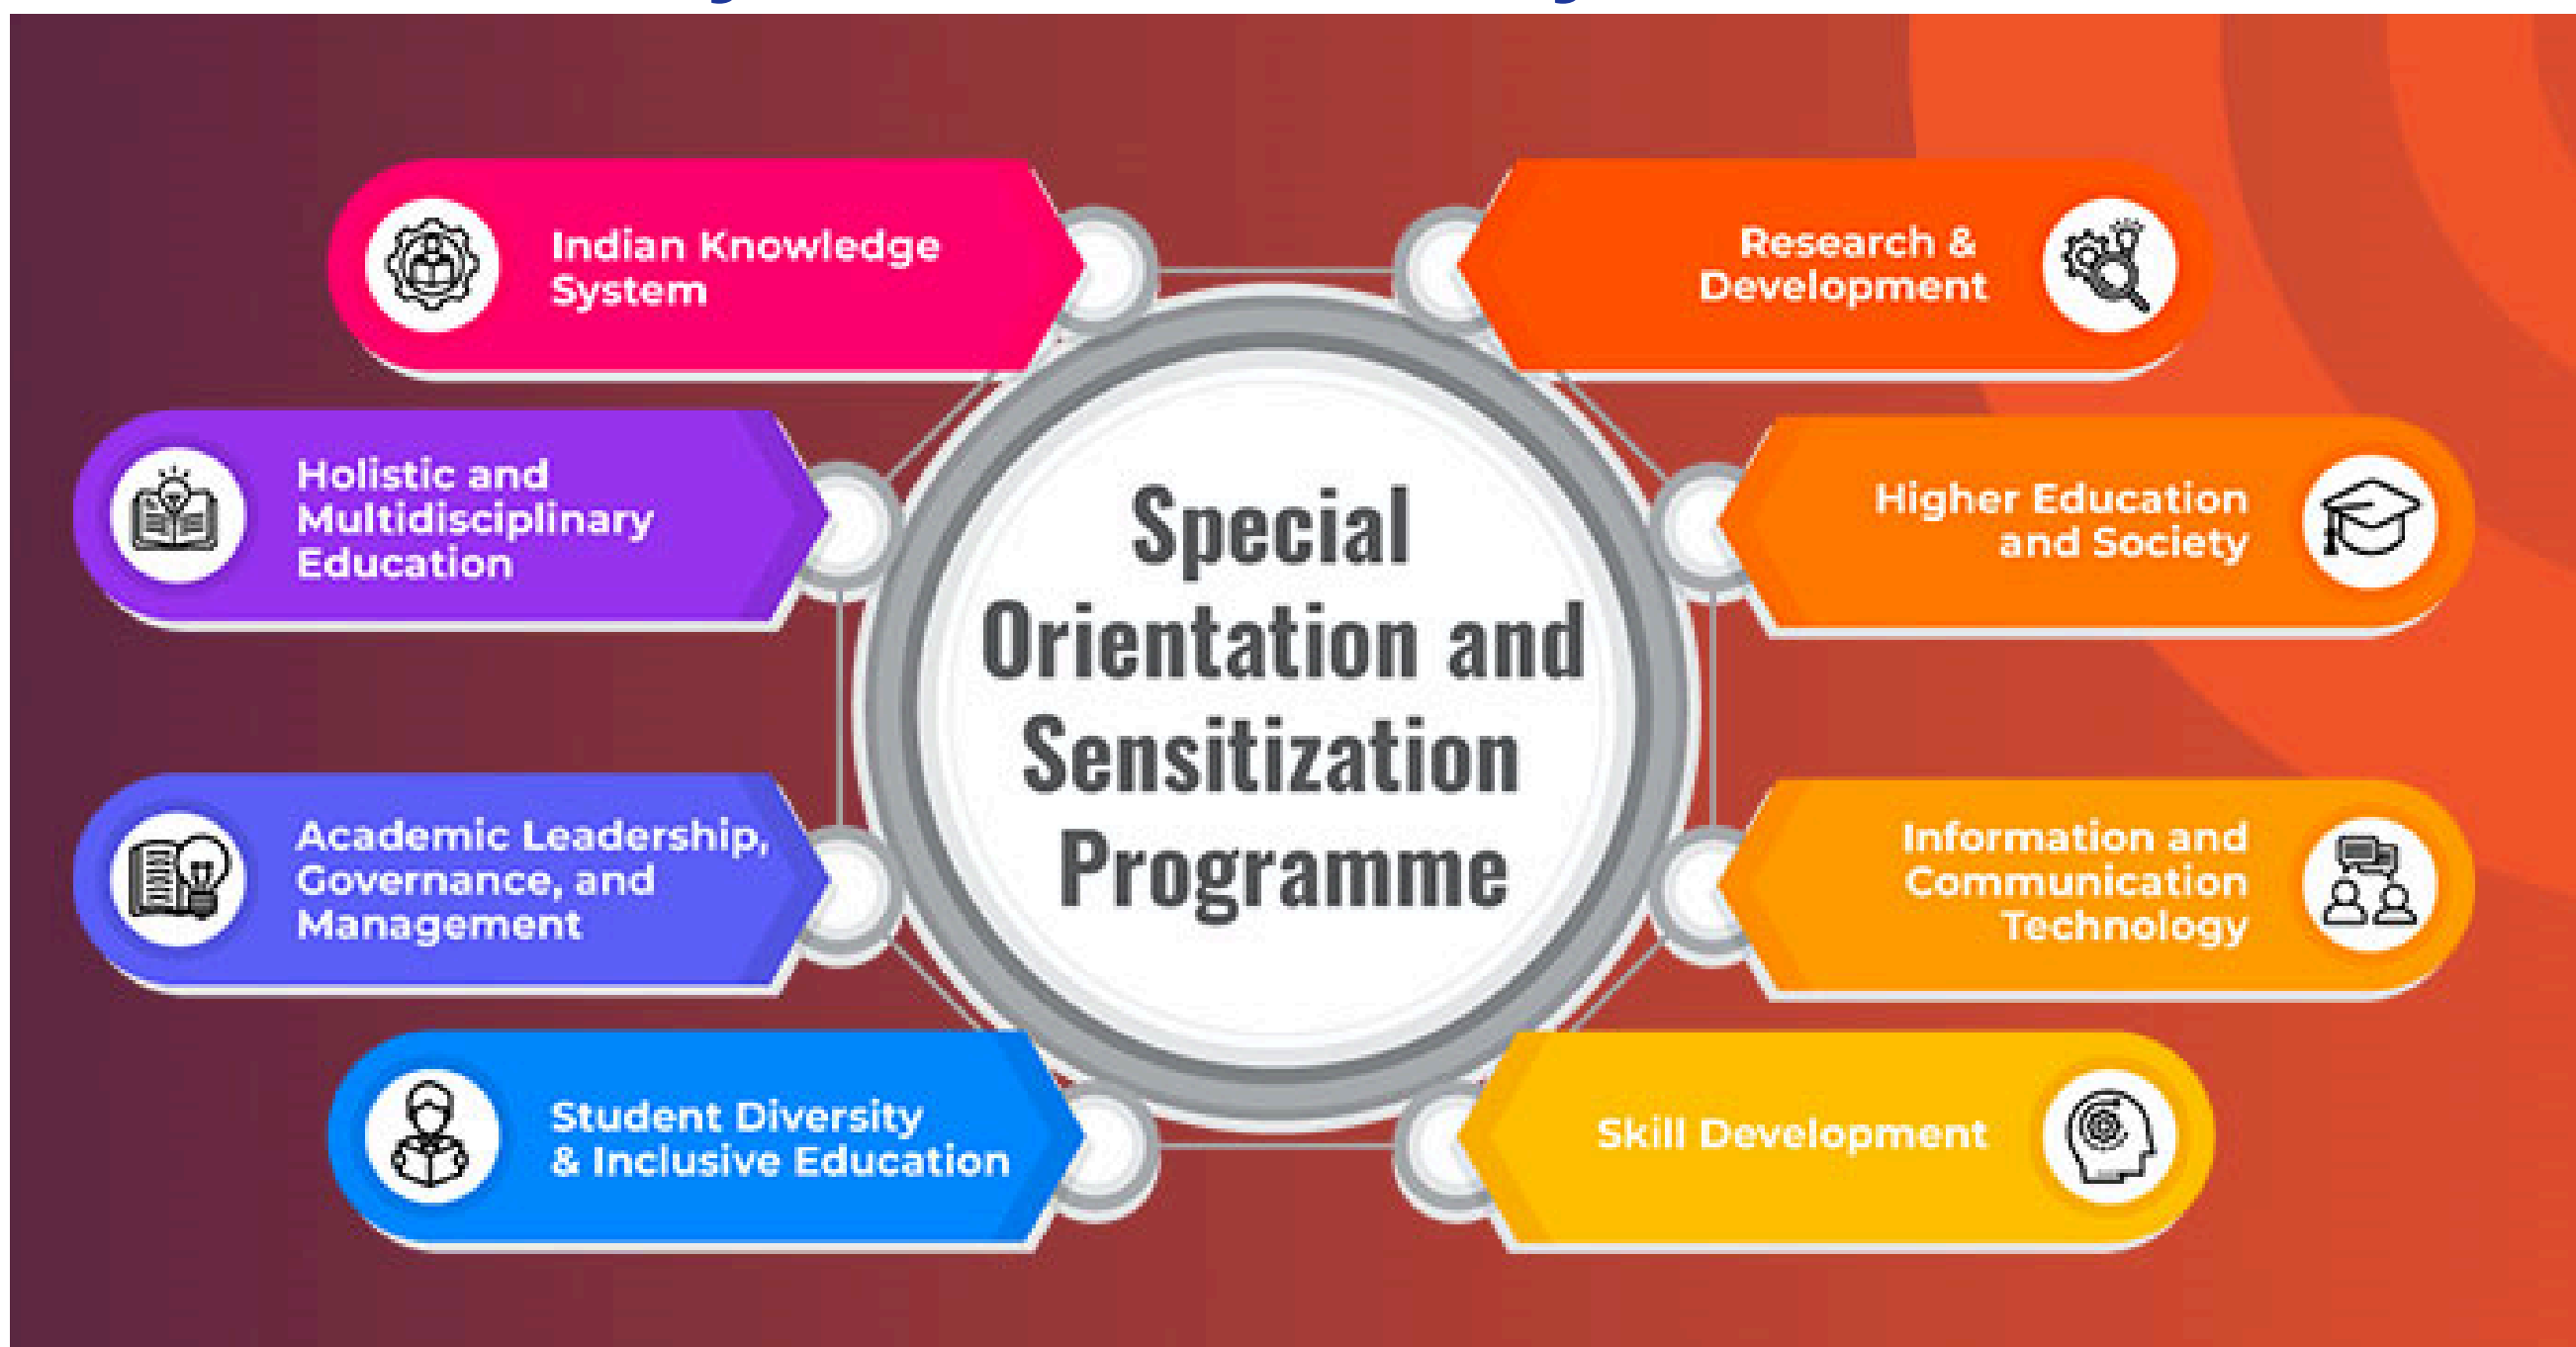 Special
Orientation and
Sensitization
Programme
Indian Knowledge
System
Holistic and
Multidisciplinary
Education
Academic Leadership,
Governance, and
Management
Student Diversity
& Inclusive Education
Research &
Development
Higher Education
and Society
Information and
Communication
Technology
Skill Development